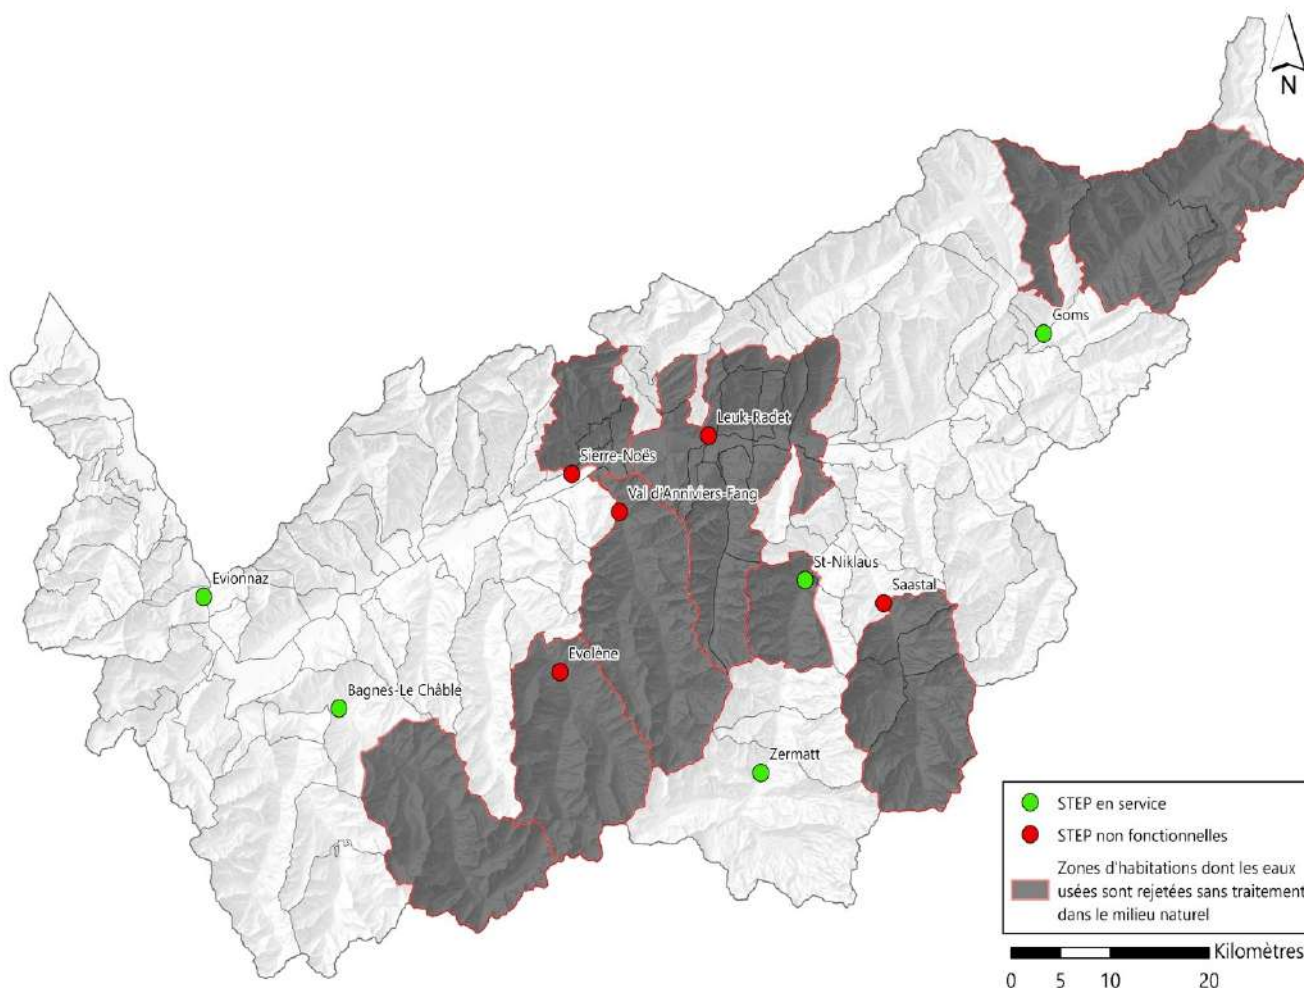 N
Goms
Leuk-Radet
Sierre-Noës
Val d'Anniviers-Fang
St-Niklaus
Evionnaz
Saastal
Evolène
Bagnes-Le Châble
Zermatt
STEP en service
STEP non fonctionnelles
Zones d'habitations dont les eaux
usées sont rejetées sans traitement
dans le milieu naturel
Kilomètres
0 5 10 20